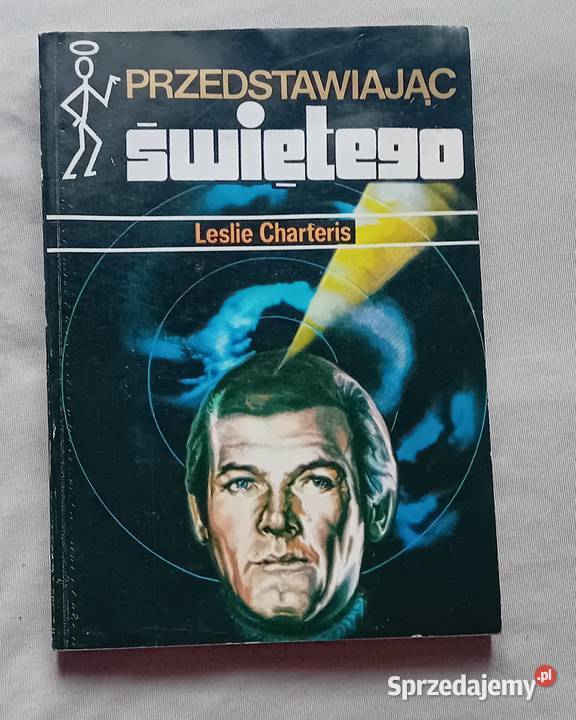 PRZEDSTAWIAJĄC
świętego
Leslie Charteris
Sprzedajemy.pl